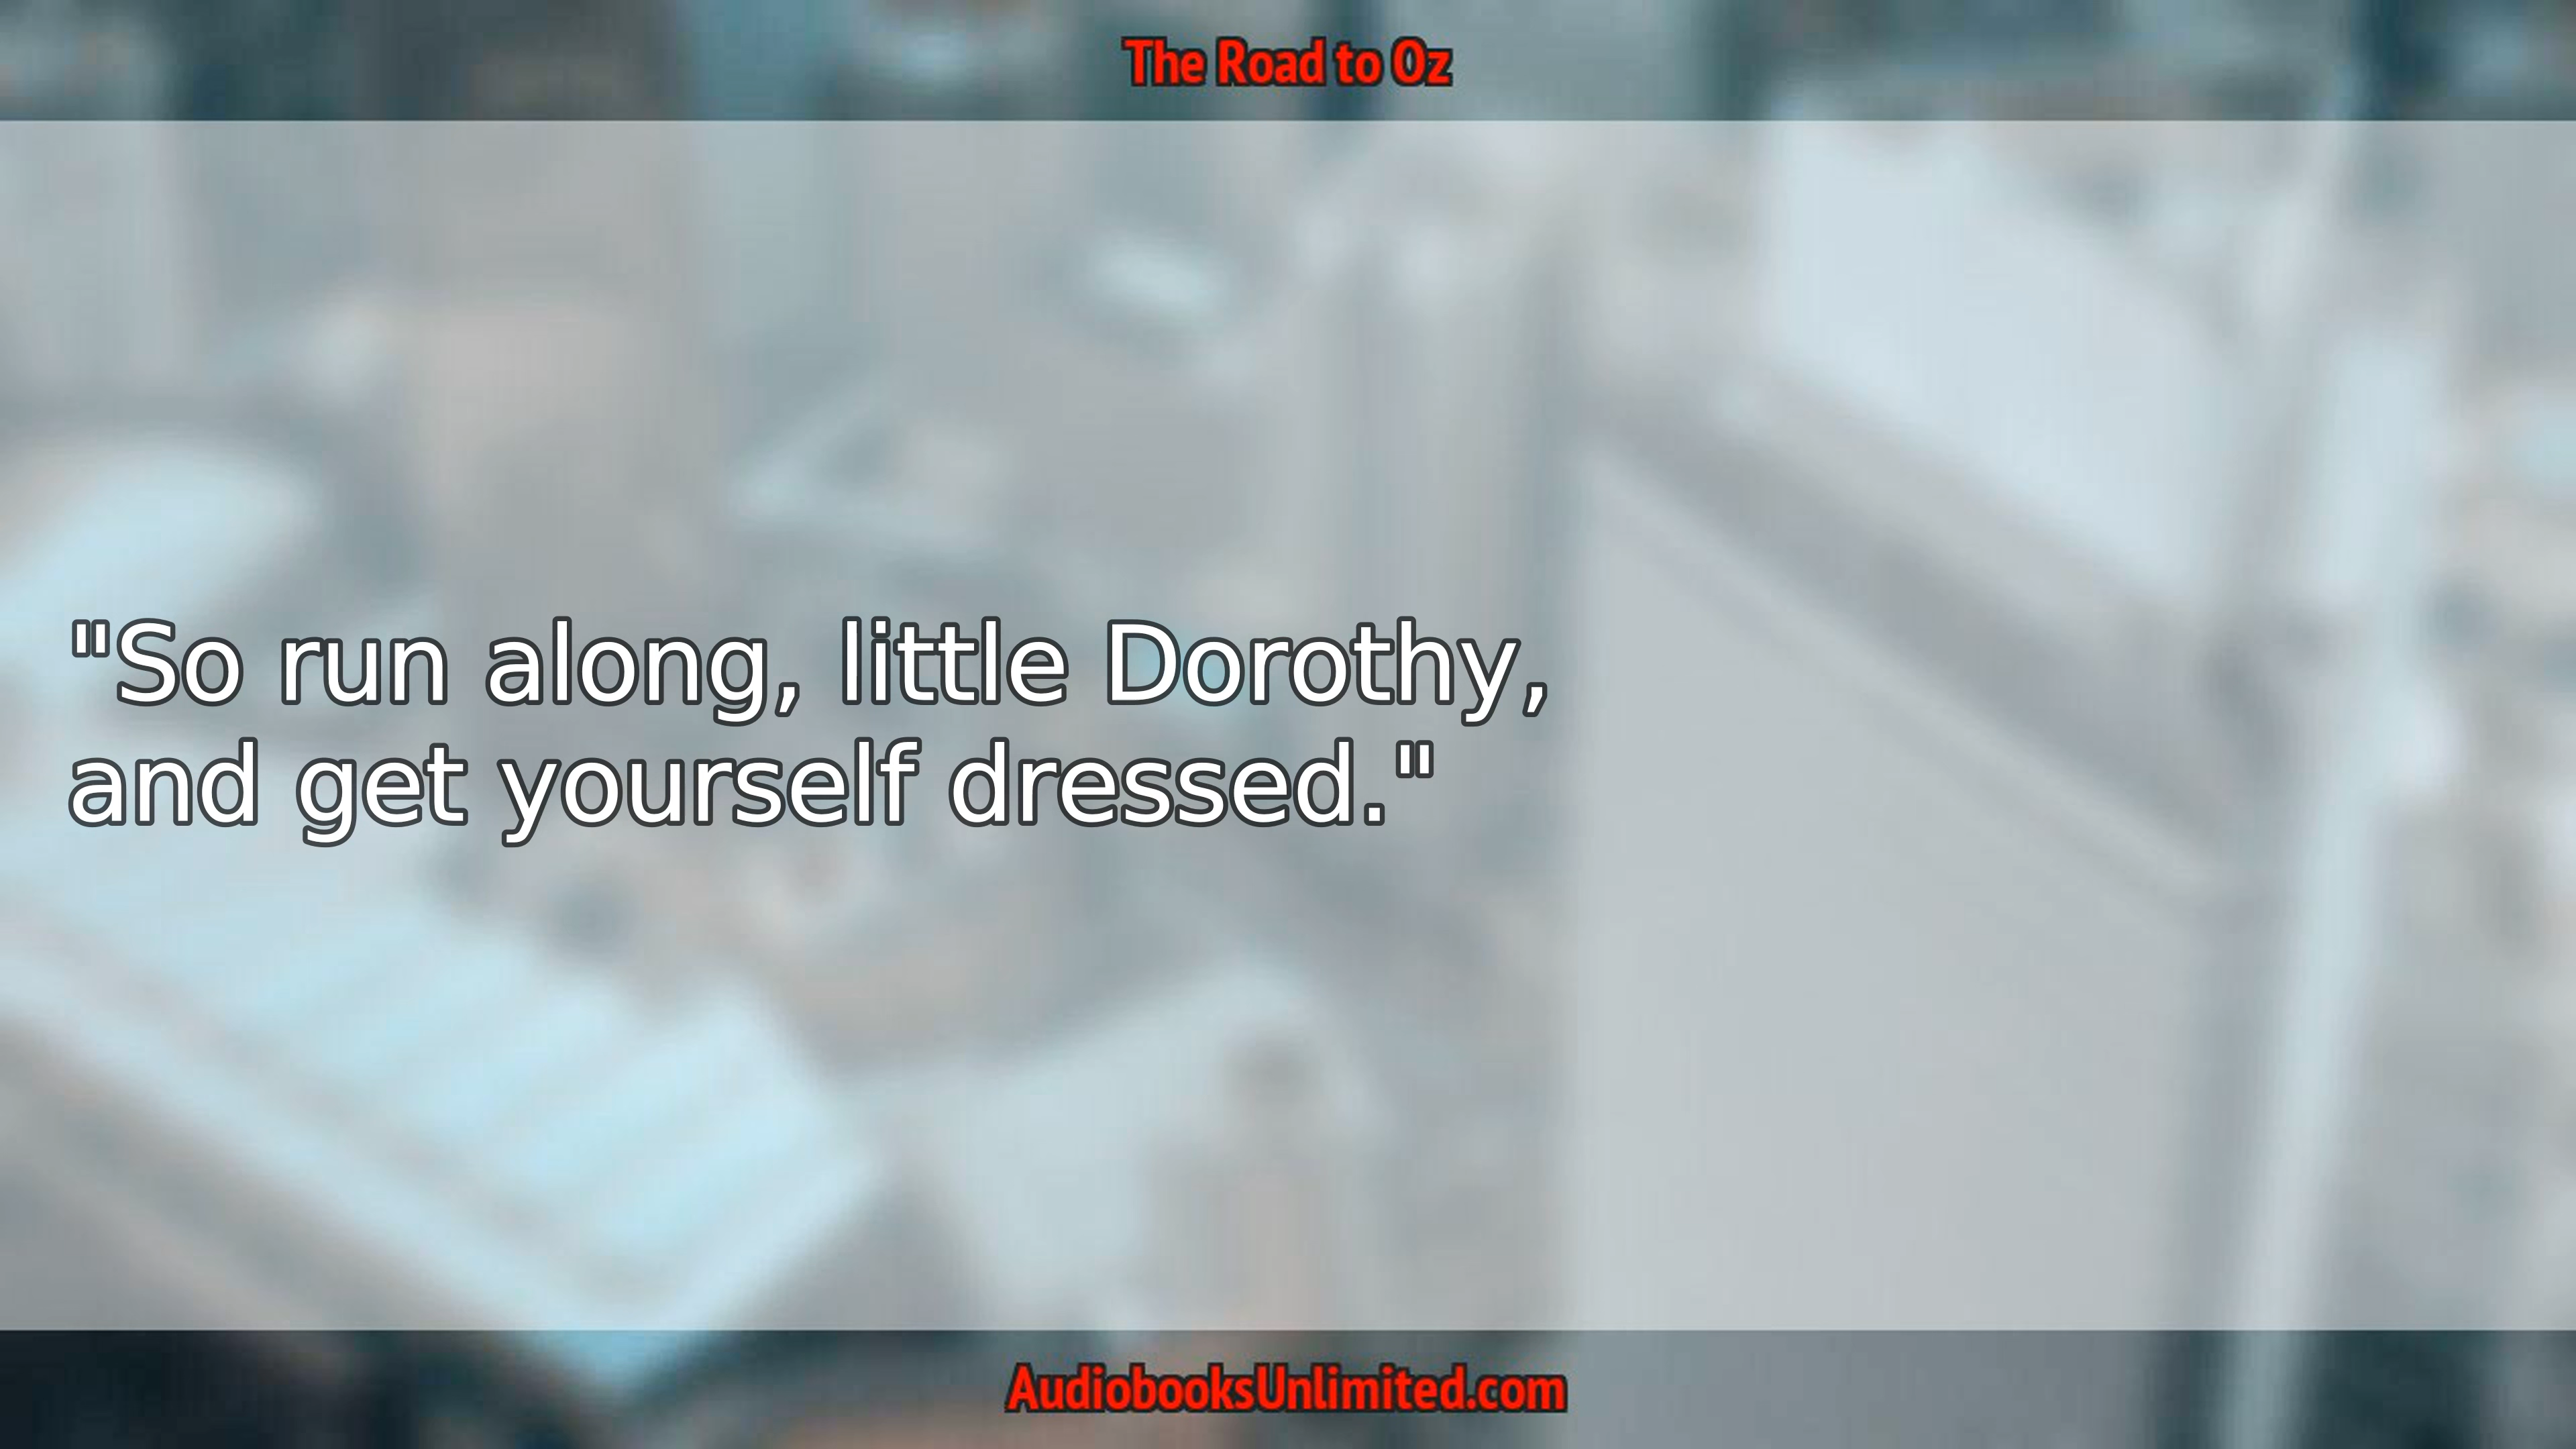 The Road to Oz
"So run along, little Dorothy,
and get yourself dressed."
AudiobooksUnlimited.com